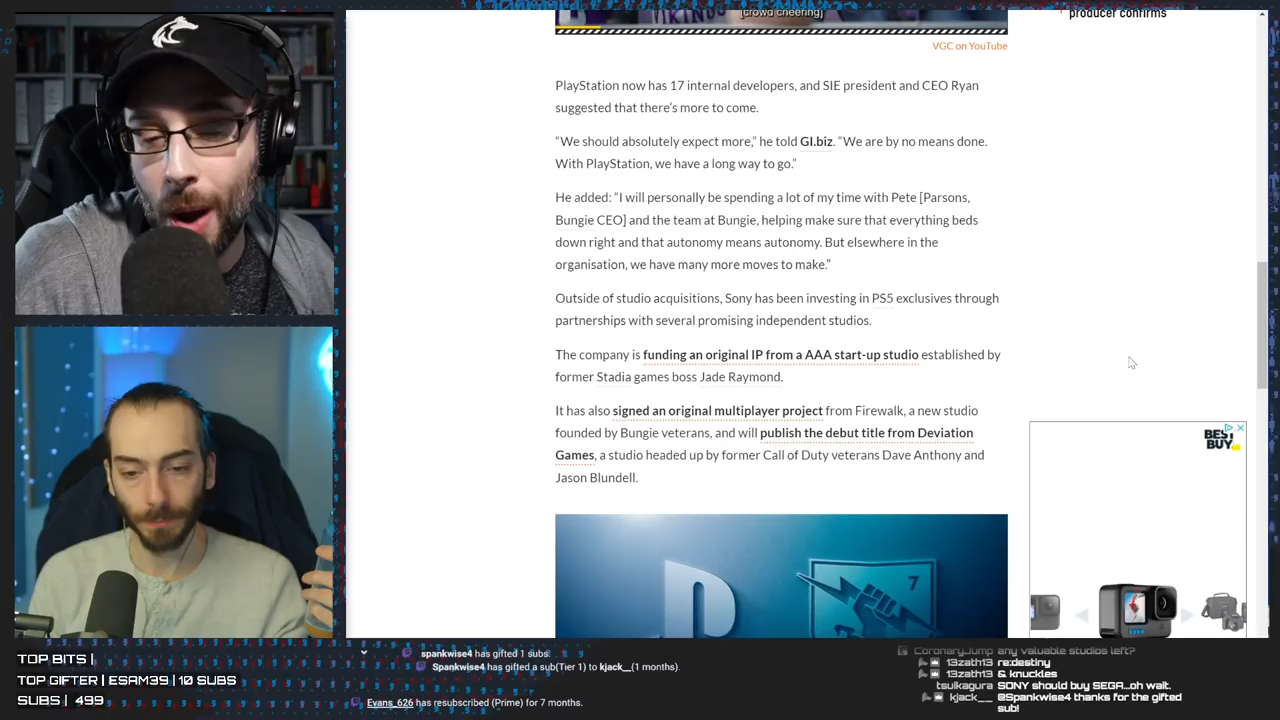 VIKINGS
[crowd cheering]
producer confirms
VGC on YouTube
PlayStation now has 17 internal developers, and SIE president and CEO Ryan
suggested that there’s more to come.
“We should absolutely expect more,” he told GI.biz. “We are by no means done.
With PlayStation, we have a long way to go.”
He added: “I will personally be spending a lot of my time with Pete [Parsons,
Bungie CEO] and the team at Bungie, helping make sure that everything beds
down right and that autonomy means autonomy. But elsewhere in the
organisation, we have many more moves to make.”
Outside of studio acquisitions, Sony has been investing in PS5 exclusives through
partnerships with several promising independent studios.
The company is funding an original IP from a AAA start-up studio established by
former Stadia games boss Jade Raymond.
It has also signed an original multiplayer project from Firewalk, a new studio
founded by Bungie veterans, and will publish the debut title from Deviation
Games, a studio headed up by former Call of Duty veterans Dave Anthony and
Jason Blundell.
BEST
BUY
7
TOP BITS |
TOP GIFTER | ESAM39 | 10 SUBS
SUBS | 499
spankwise4 has gifted 1 subs.
Spankwise4 has gifted a sub(Tier 1) to kjack__(1 months).
Evans_626 has resubscribed (Prime) for 7 months.
CoronaryJump any valuable studios left?
13zath13 re:destiny
13zath13 & knuckles
tsuikagura SONY should buy SEGA...oh wait.
kjack__ @Spankwise4 thanks for the gifted
sub!